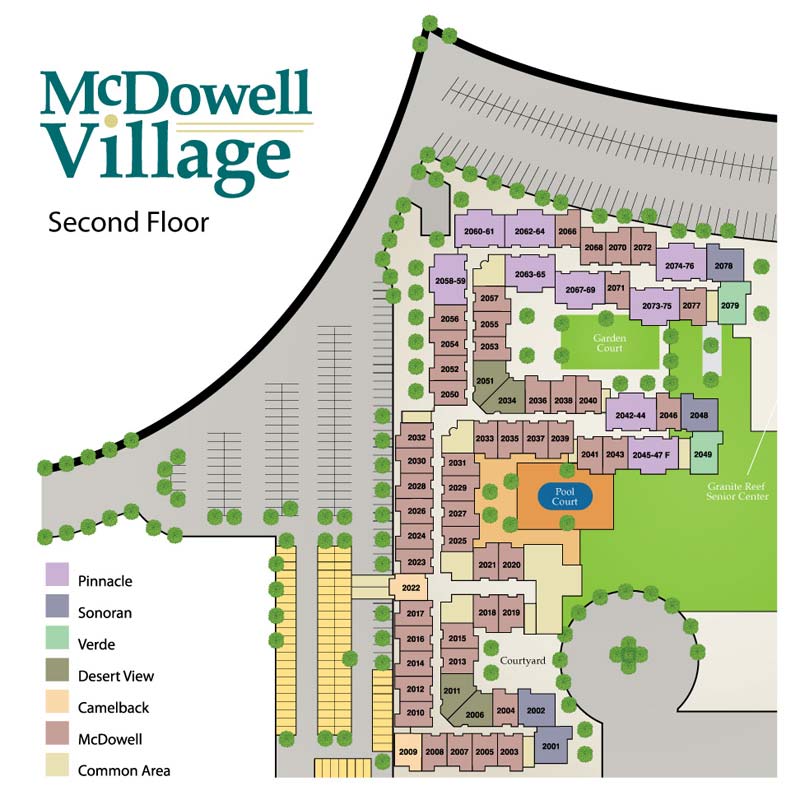 McDowell
Village
Second Floor
2060-61 2062-64 2066
2068 2070 2072
2074-76 2078
2058-59 2063-65
2067-69 2071
2073-75 2077 2079
2057
2056
2055
2054
2053
2052
2050
2051
2034 2036 2038 2040
2042-44 2046 2048
Garden
Court
2032
2033 2035 2037 2039
2041 2043 2045-47 F 2049
2030
2031
2028
2029
2026
2027
2024
2025
2023
Pool
Court
Granite Reef
Senior Center
2021 2020
2022
2017
2018 2019
2016
2015
2014
2013
Courtyard
2012
2011
2010
2006 2004 2002
2001
2009 2008 2007 2005 2003
Pinnacle
Sonoran
Verde
Desert View
Camelback
McDowell
Common Area